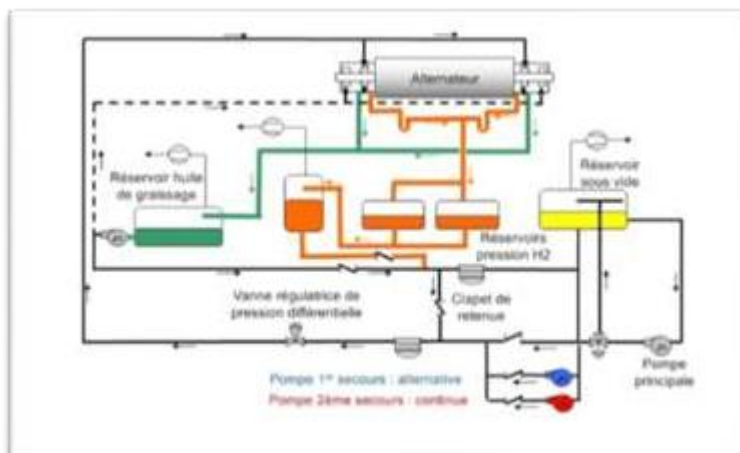 Alternateur
Réservoir huile
de graissage
Réservoir
sous vide
Réservoirs
pression H2
Vanne régulatrice de
pression différentielle
Clapet de
retenue
Pompe
principale
Pompe 1er secours : alternative
Pompe 2ème secours : continue